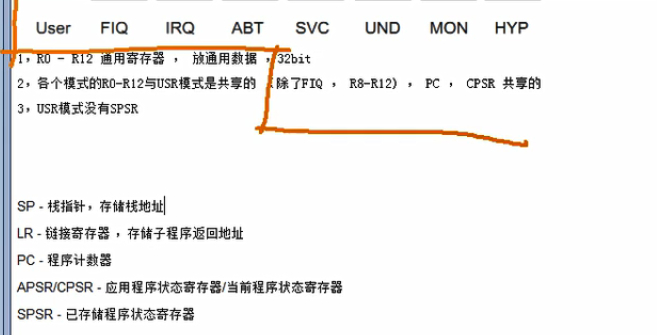 User FIQ IRQ ABT SVC UND MON HYP
1，R0 - R12 通用寄存器 ， 放通用数据 ，32bit
2，各个模式的R0-R12与USR模式是共享的 （除了FIQ ， R8-R12） ， PC ， CPSR 共享的
3，USR模式没有SPSR
SP - 栈指针，存储栈地址
LR - 链接寄存器 ，存储子程序返回地址
PC - 程序计数器
APSR/CPSR - 应用程序状态寄存器/当前程序状态寄存器
SPSR - 已存储程序状态寄存器